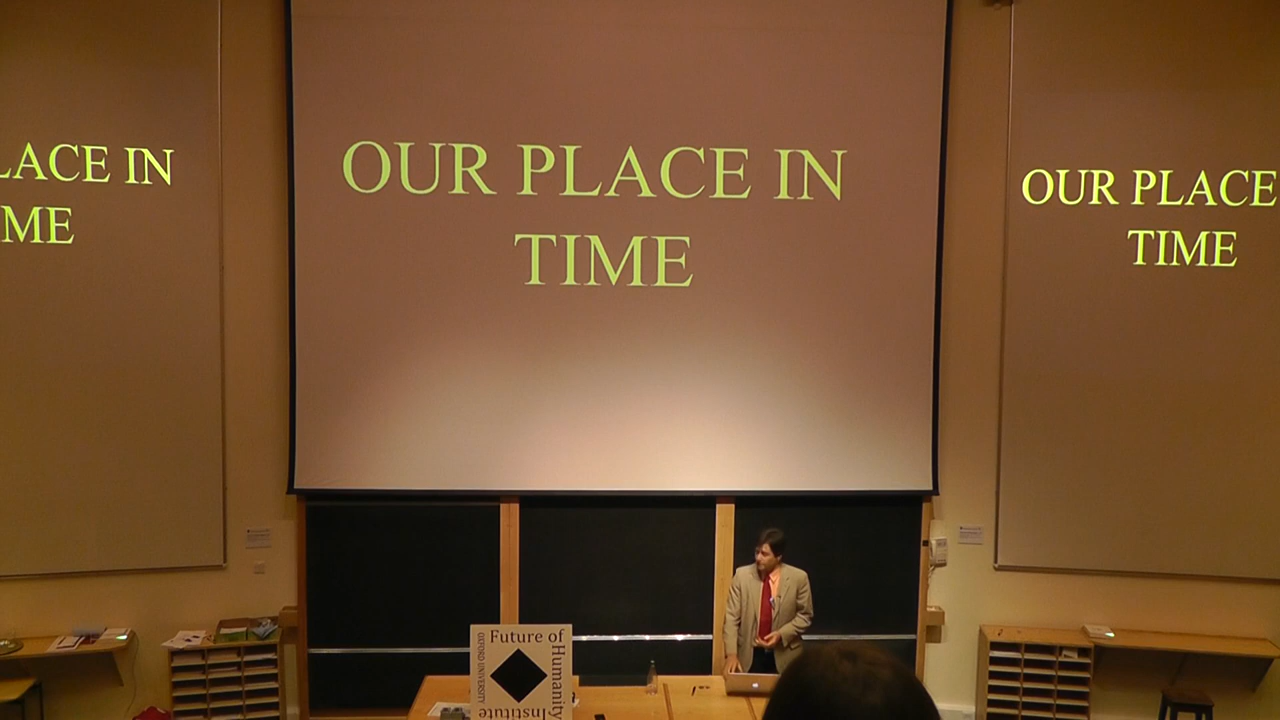 LACE IN
ME
OUR PLACE IN
TIME
OUR PLACE
TIME
Future of
Humanity
Institute
OXFORD UNIVERSITY